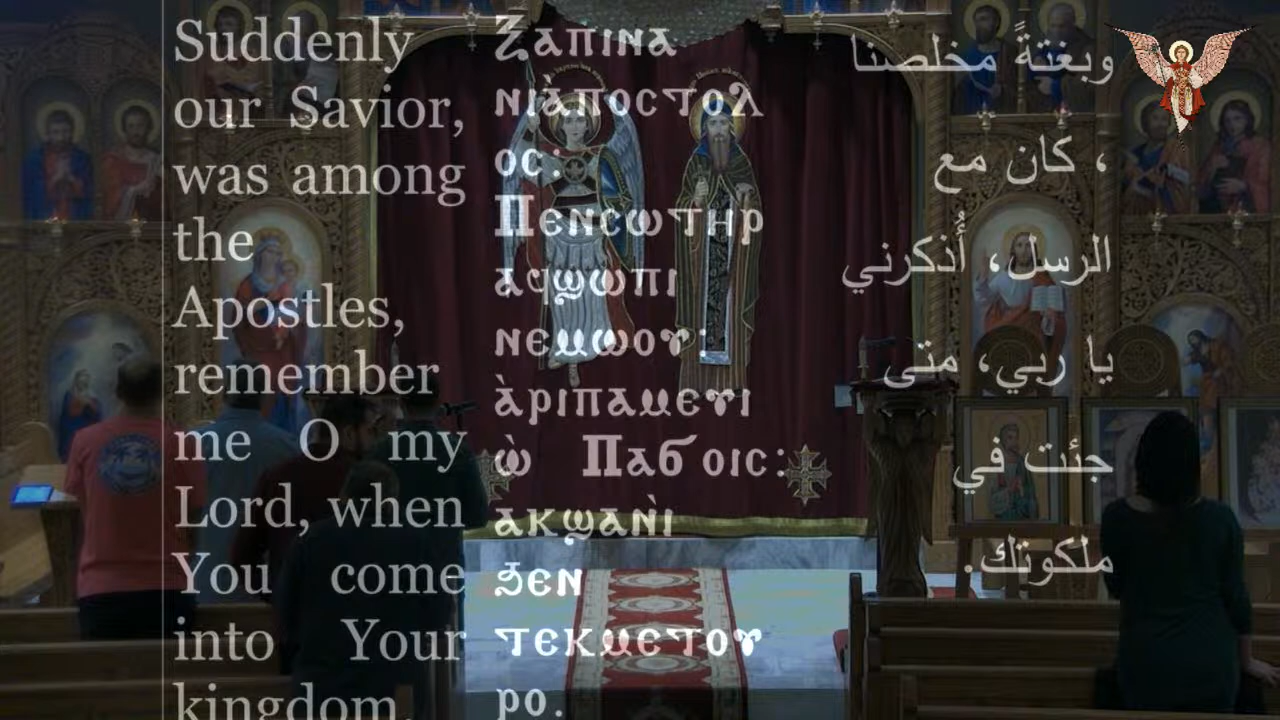 Suddenly
our Savior,
was among
the
Apostles,
remember
me O my
Lord, when
You come
into Your
kingdom.
Ⲝⲁⲡⲓⲛⲁ
ⲛⲓⲁ̀ⲡⲟⲥⲧⲟⲗ
ⲟⲥ:
Ⲡⲉⲛⲥⲱⲧⲏⲣ
ⲁϥϣⲱⲡⲓ
ⲛⲉⲙⲱⲟⲩ:
ⲁ̀ⲣⲓⲡⲁⲙⲉⲩⲓ
ⲱ̀ Ⲡⲁϭⲟⲓⲥ:
ⲁⲕϣⲁⲛⲓ̀
ϧⲉⲛ
ⲧⲉⲕⲙⲉⲧⲟⲩ
ⲣⲟ.
وبغتةً مخلصنا
، كان مع
الرسل، أُذكرني
يا ربي، متى
جئت في
ملكوتك.